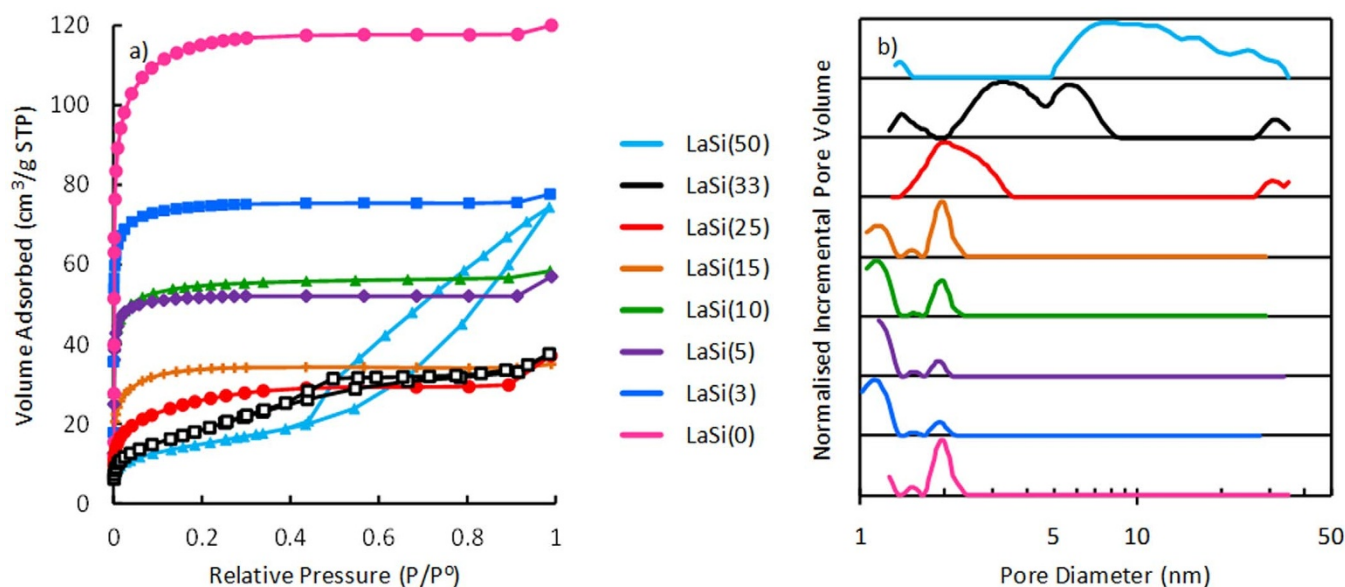 a)
120
100
80
60
40
20
0
Volume Adsorbed (cm³/g STP)
0 0.2 0.4 0.6 0.8 1
Relative Pressure (P/P⁰)
LaSi(50)
LaSi(33)
LaSi(25)
LaSi(15)
LaSi(10)
LaSi(5)
LaSi(3)
LaSi(0)
b)
Normalised Incremental Pore Volume
1 5 10 50
Pore Diameter (nm)